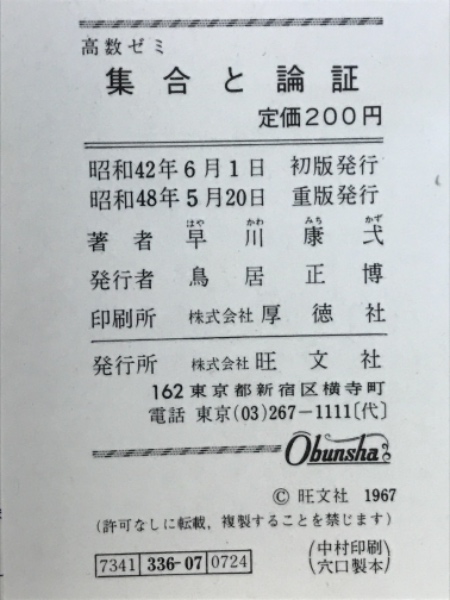 高数ゼミ
集合と論証
定価200円
昭和42年6月1日 初版発行
昭和48年5月20日 重版発行
はや かわ みち かず
著者 早川康弌
発行者 鳥居正博
印刷所 株式会社 厚徳社
発行所 株式会社 旺文社
162 東京都新宿区横寺町
電話 東京(03)267-1111〔代〕
Obunsha
© 旺文社 1967
(許可なしに転載,複製することを禁じます)
7341 336-07 0724
(中村印刷
穴口製本)